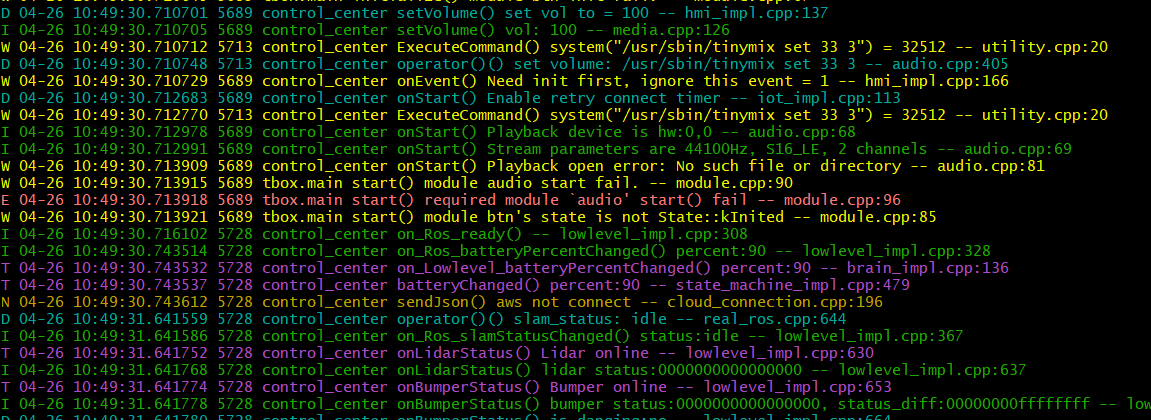 D 04-26 10:49:30.710701 5689 control_center setVolume() set vol to = 100 -- hmi_impl.cpp:137
I 04-26 10:49:30.710705 5689 control_center setVolume() vol: 100 -- media.cpp:126
W 04-26 10:49:30.710712 5713 control_center ExecuteCommand() system("/usr/sbin/tinymix set 33 3") = 32512 -- utility.cpp:20
D 04-26 10:49:30.710748 5713 control_center operator()() set volume: /usr/sbin/tinymix set 33 3 -- audio.cpp:405
W 04-26 10:49:30.710729 5689 control_center onEvent() Need init first, ignore this event = 1 -- hmi_impl.cpp:166
D 04-26 10:49:30.712683 5689 control_center onStart() Enable retry connect timer -- iot_impl.cpp:113
W 04-26 10:49:30.712770 5713 control_center ExecuteCommand() system("/usr/sbin/tinymix set 33 3") = 32512 -- utility.cpp:20
I 04-26 10:49:30.712978 5689 control_center onStart() Playback device is hw:0,0 -- audio.cpp:68
I 04-26 10:49:30.712991 5689 control_center onStart() Stream parameters are 44100Hz, S16_LE, 2 channels -- audio.cpp:69
W 04-26 10:49:30.713909 5689 control_center onStart() Playback open error: No such file or directory -- audio.cpp:81
W 04-26 10:49:30.713915 5689 tbox.main start() module audio start fail. -- module.cpp:90
E 04-26 10:49:30.713918 5689 tbox.main start() required module `audio' start() fail -- module.cpp:96
W 04-26 10:49:30.713921 5689 tbox.main start() module btn's state is not State::kInited -- module.cpp:85
I 04-26 10:49:30.716102 5728 control_center on_Ros_ready() -- lowlevel_impl.cpp:308
I 04-26 10:49:30.743514 5728 control_center on_Ros_batteryPercentChanged() percent:90 -- lowlevel_impl.cpp:328
T 04-26 10:49:30.743532 5728 control_center on_Lowlevel_batteryPercentChanged() percent:90 -- brain_impl.cpp:136
T 04-26 10:49:30.743537 5728 control_center batteryChanged() percent:90 -- state_machine_impl.cpp:479
N 04-26 10:49:30.743612 5728 control_center sendJson() aws not connect -- cloud_connection.cpp:196
D 04-26 10:49:31.641559 5728 control_center operator()() slam_status: idle -- real_ros.cpp:644
I 04-26 10:49:31.641586 5728 control_center on_Ros_slamStatusChanged() status:idle -- lowlevel_impl.cpp:367
T 04-26 10:49:31.641752 5728 control_center onLidarStatus() Lidar online -- lowlevel_impl.cpp:630
I 04-26 10:49:31.641768 5728 control_center onLidarStatus() lidar status:0000000000000000 -- lowlevel_impl.cpp:637
T 04-26 10:49:31.641774 5728 control_center onBumperStatus() Bumper online -- lowlevel_impl.cpp:653
I 04-26 10:49:31.641778 5728 control_center onBumperStatus() bumper status:0000000000000000, status_diff:00000000ffffffff -- low